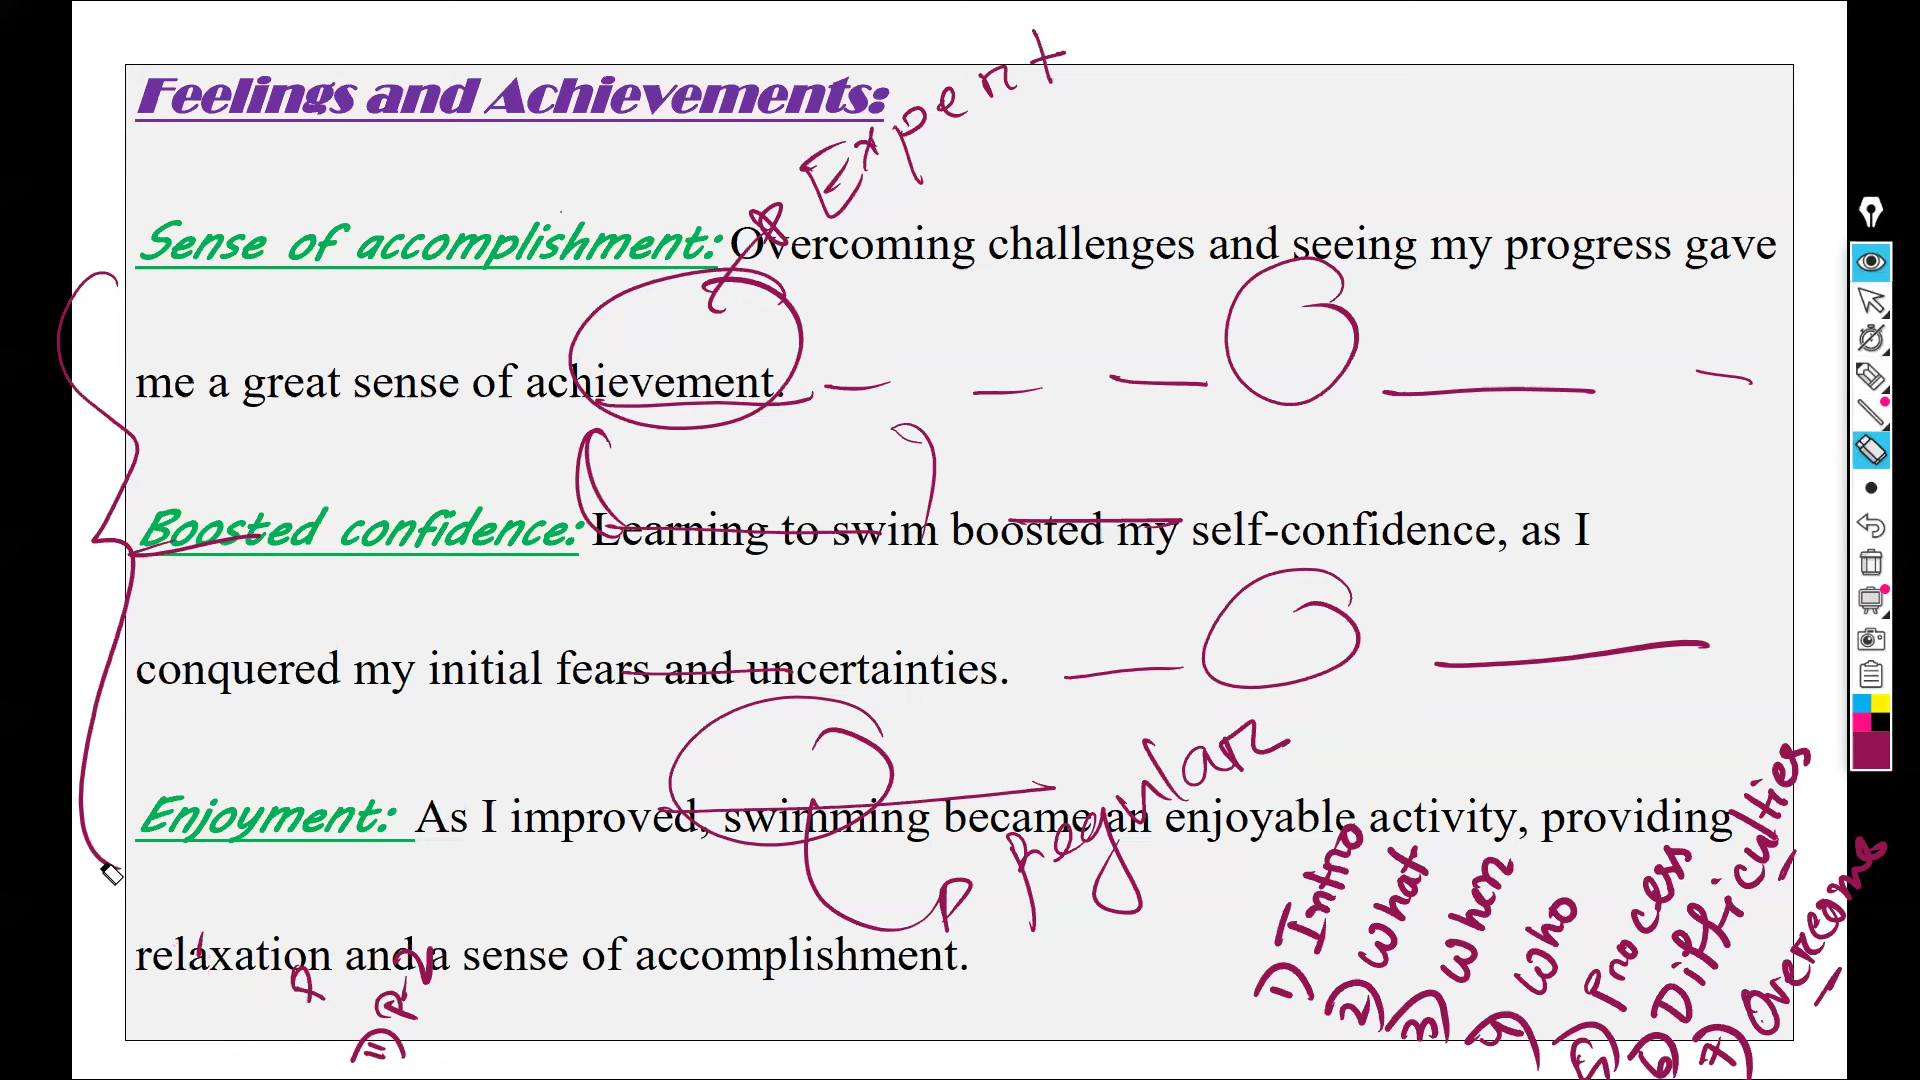 Feelings and Achievements:
Expert
Sense of accomplishment: Overcoming challenges and seeing my progress gave
me a great sense of achievement.
Boosted confidence: Learning to swim boosted my self-confidence, as I
conquered my initial fears and uncertainties.
Regular
Enjoyment: As I improved, swimming became an enjoyable activity, providing
relaxation and a sense of accomplishment.
1) Intro
2) What
3) When
4) Who
5) Process
6) Difficulties
7) Overcome